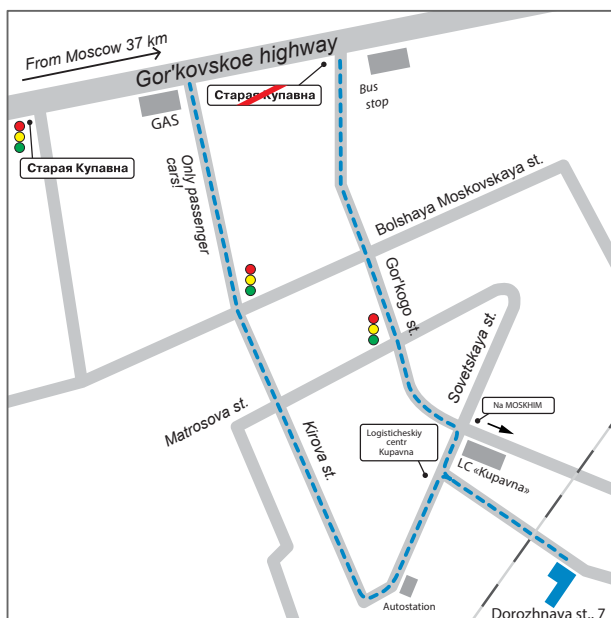 From Moscow 37 km
Gor'kovskoe highway
Старая Купавна
Bus
stop
GAS
Старая Купавна
Only passenger
cars!
Bolshaya Moskovskaya st.
Gor'kogo st.
Sovetskaya st.
Matrosova st.
Kirova st.
Na MOSKHIM
Logisticheskiy
centr
Kupavna
LC «Kupavna»
Autostation
Dorozhnaya st., 7